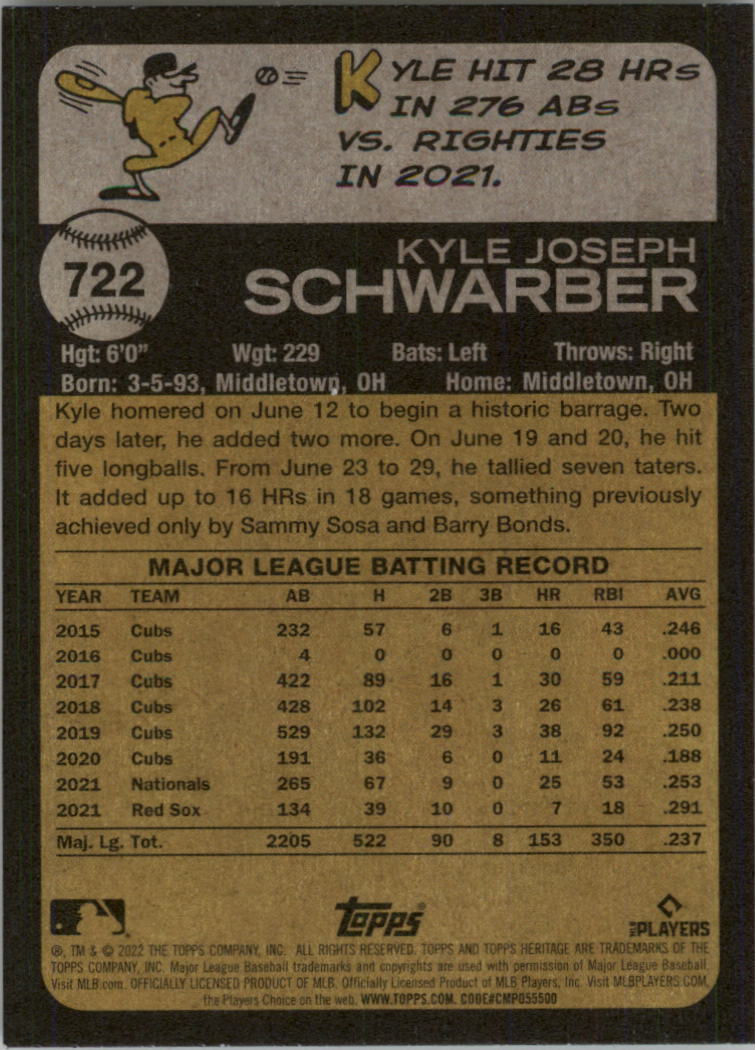 KYLE HIT 28 HRs
IN 276 ABs
VS. RIGHTIES
IN 2021.
722
KYLE JOSEPH
SCHWARBER
Hgt: 6'0" Wgt: 229 Bats: Left Throws: Right
Born: 3-5-93, Middletown, OH Home: Middletown, OH
Kyle homered on June 12 to begin a historic barrage. Two
days later, he added two more. On June 19 and 20, he hit
five longballs. From June 23 to 29, he tallied seven taters.
It added up to 16 HRs in 18 games, something previously
achieved only by Sammy Sosa and Barry Bonds.
MAJOR LEAGUE BATTING RECORD
YEAR TEAM AB H 2B 3B HR RBI AVG
2015 Cubs 232 57 6 1 16 43 .246
2016 Cubs 4 0 0 0 0 0 .000
2017 Cubs 422 89 16 1 30 59 .211
2018 Cubs 428 102 14 3 26 61 .238
2019 Cubs 529 132 29 3 38 92 .250
2020 Cubs 191 36 6 0 11 24 .188
2021 Nationals 265 67 9 0 25 53 .253
2021 Red Sox 134 39 10 0 7 18 .291
Maj. Lg. Tot. 2205 522 90 8 153 350 .237
topps
MLB PLAYERS
®, TM & © 2022 THE TOPPS COMPANY, INC. ALL RIGHTS RESERVED. TOPPS AND TOPPS HERITAGE ARE TRADEMARKS OF THE
TOPPS COMPANY, INC. Major League Baseball trademarks and copyrights are used with permission of Major League Baseball.
Visit MLB.com. OFFICIALLY LICENSED PRODUCT OF MLB. Officially Licensed Product of MLB Players, Inc. Visit MLBPLAYERS.COM,
the Players Choice on the web. WWW.TOPPS.COM. CODE#CMP055500